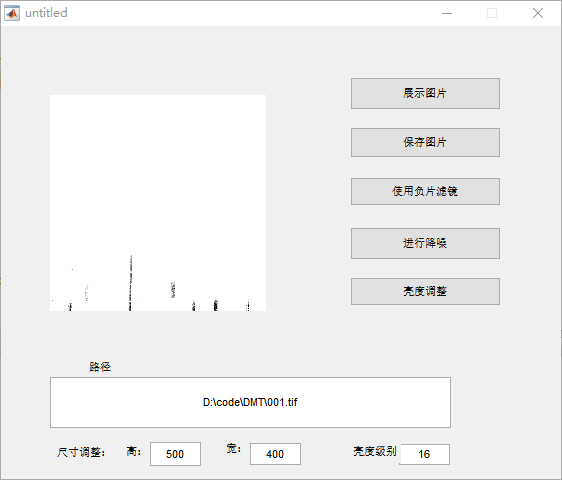 untitled
展示图片
保存图片
使用负片滤镜
进行降噪
亮度调整
路径
D:\code\DMT\001.tif
尺寸调整： 高： 500 宽： 400 亮度级别 16